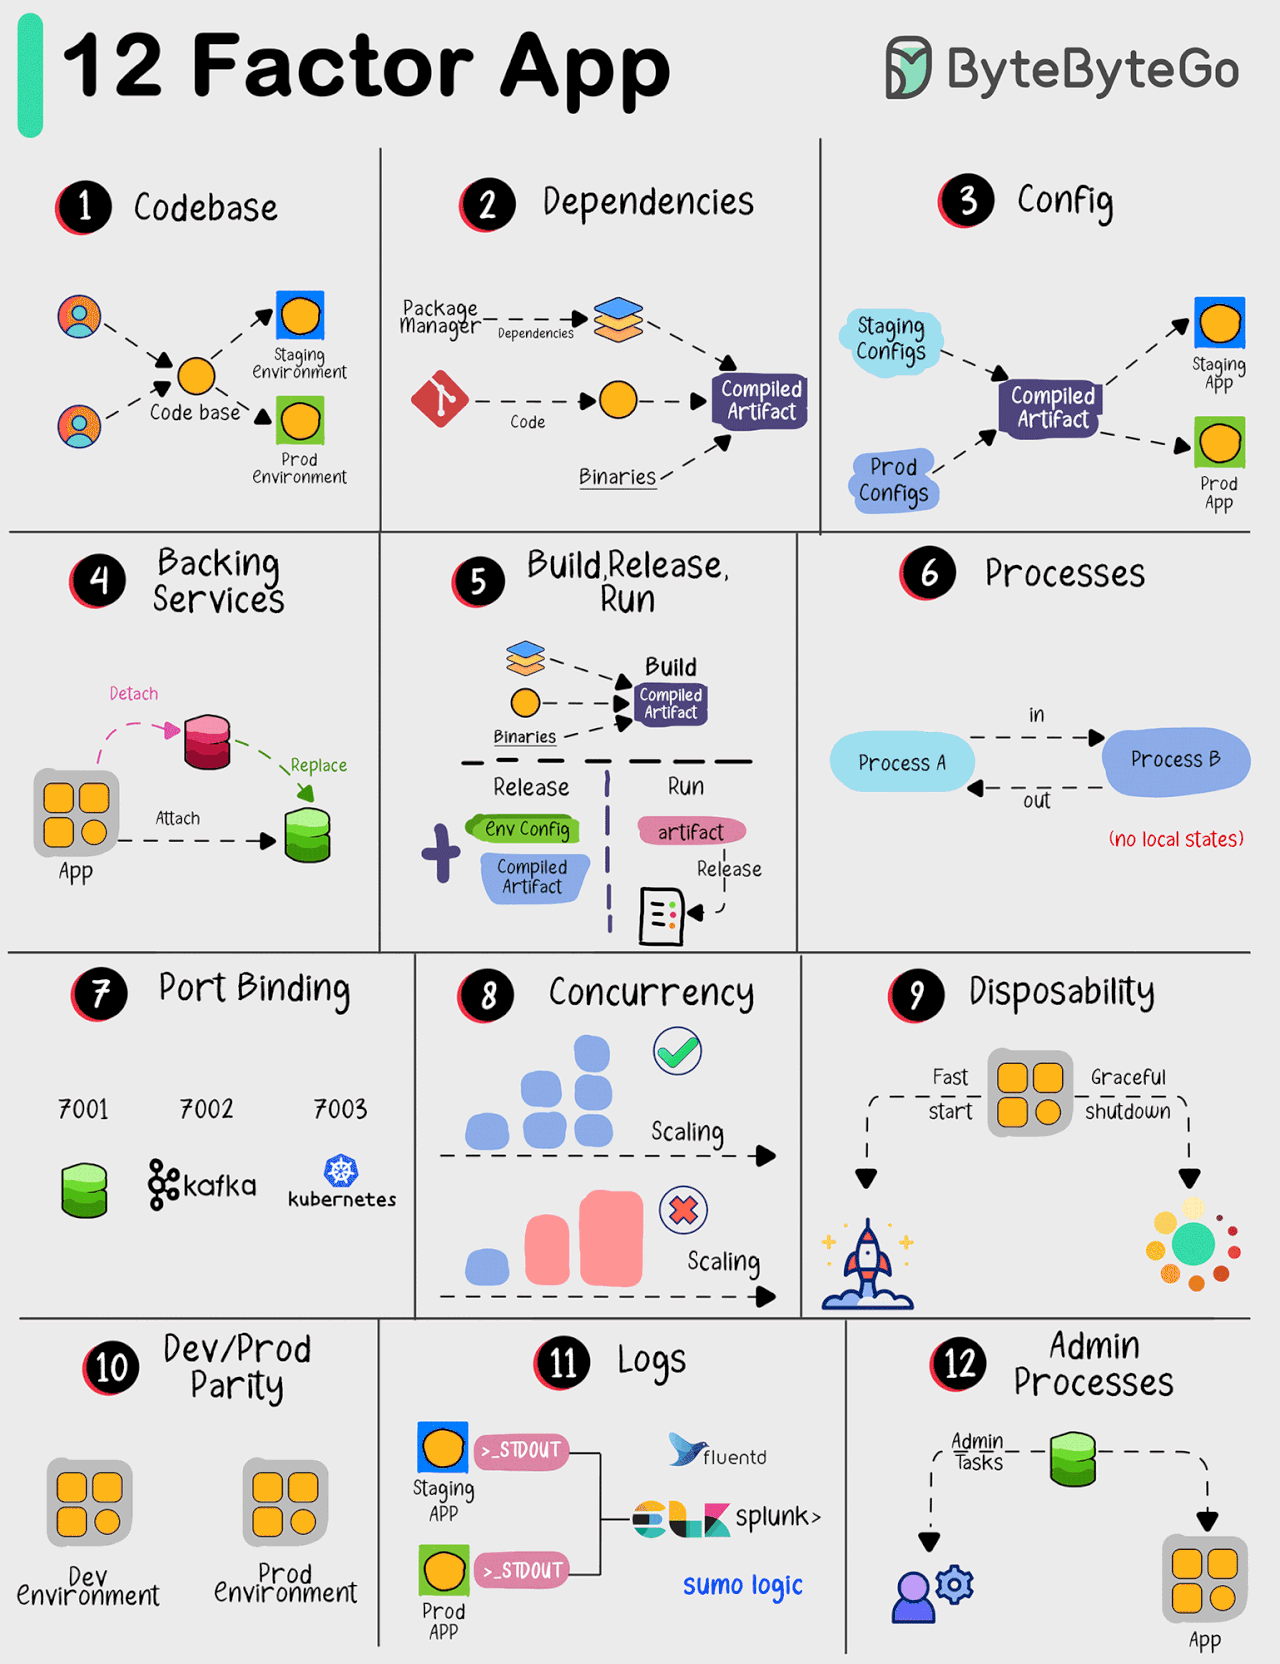 12 Factor App
ByteByteGo
1 Codebase
Staging
environment
Code base
Prod
environment
2 Dependencies
Package
manager
Dependencies
Code
Compiled
Artifact
Binaries
3 Config
Staging
Configs
Staging
App
Compiled
Artifact
Prod
Configs
Prod
App
4 Backing
Services
Detach
Replace
Attach
App
5 Build,Release,
Run
Build
Compiled
Artifact
Binaries
Release
env Config
Compiled
Artifact
Run
artifact
Release
6 Processes
in
Process A
Process B
out
(no local states)
7 Port Binding
7001 7002 7003
kafka
kubernetes
8 Concurrency
Scaling
Scaling
9 Disposability
Fast
start
Graceful
shutdown
10 Dev/Prod
Parity
Dev
environment
Prod
environment
11 Logs
>_STDOUT
Staging
APP
fluentd
elk
splunk>
>_STDOUT
Prod
APP
sumo logic
12 Admin
Processes
Admin
Tasks
App